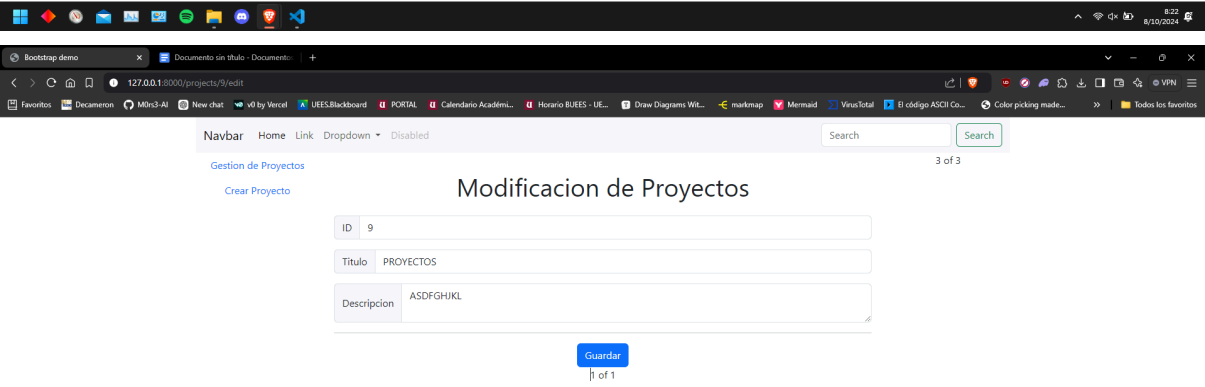 8:22
8/10/2024
Bootstrap demo
Documento sin título - Documento
127.0.0.1:8000/projects/9/edit
VPN
Favoritos Decameron M0rs3-AI New chat v0 by Vercel UEES.Blackboard PORTAL Calendario Académi... Horario BUEES - UE... Draw Diagrams Wit... markmap Mermaid VirusTotal El código ASCII Co... Color picking made... » Todos los favoritos
Navbar Home Link Dropdown Disabled Search Search
Gestion de Proyectos
3 of 3
Crear Proyecto
Modificacion de Proyectos
ID 9
Titulo PROYECTOS
Descripcion ASDFGHJKL
Guardar
1 of 1